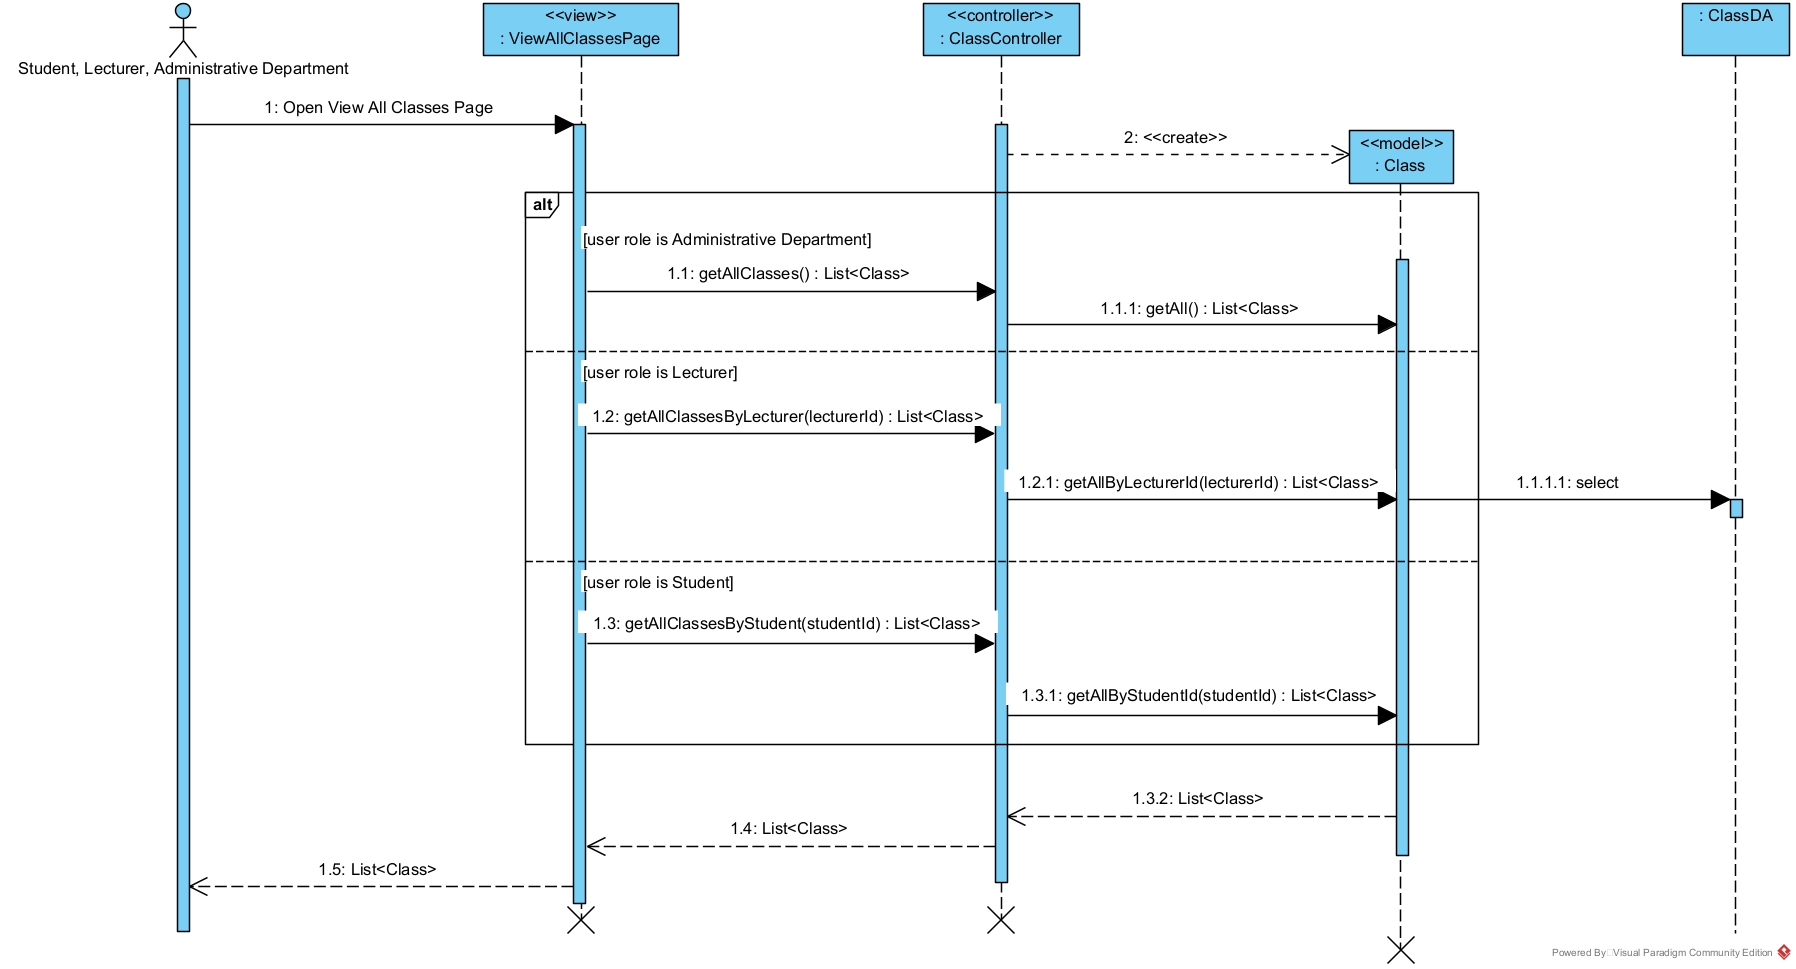 <<view>>
: ViewAllClassesPage
<<controller>>
: ClassController
: ClassDA
Student, Lecturer, Administrative Department
1: Open View All Classes Page
2: <<create>>
<<model>>
: Class
alt
[user role is Administrative Department]
1.1: getAllClasses() : List<Class>
1.1.1: getAll() : List<Class>
[user role is Lecturer]
1.2: getAllClassesByLecturer(lecturerId) : List<Class>
1.2.1: getAllByLecturerId(lecturerId) : List<Class>
1.1.1.1: select
[user role is Student]
1.3: getAllClassesByStudent(studentId) : List<Class>
1.3.1: getAllByStudentId(studentId) : List<Class>
1.3.2: List<Class>
1.4: List<Class>
1.5: List<Class>
Powered By Visual Paradigm Community Edition